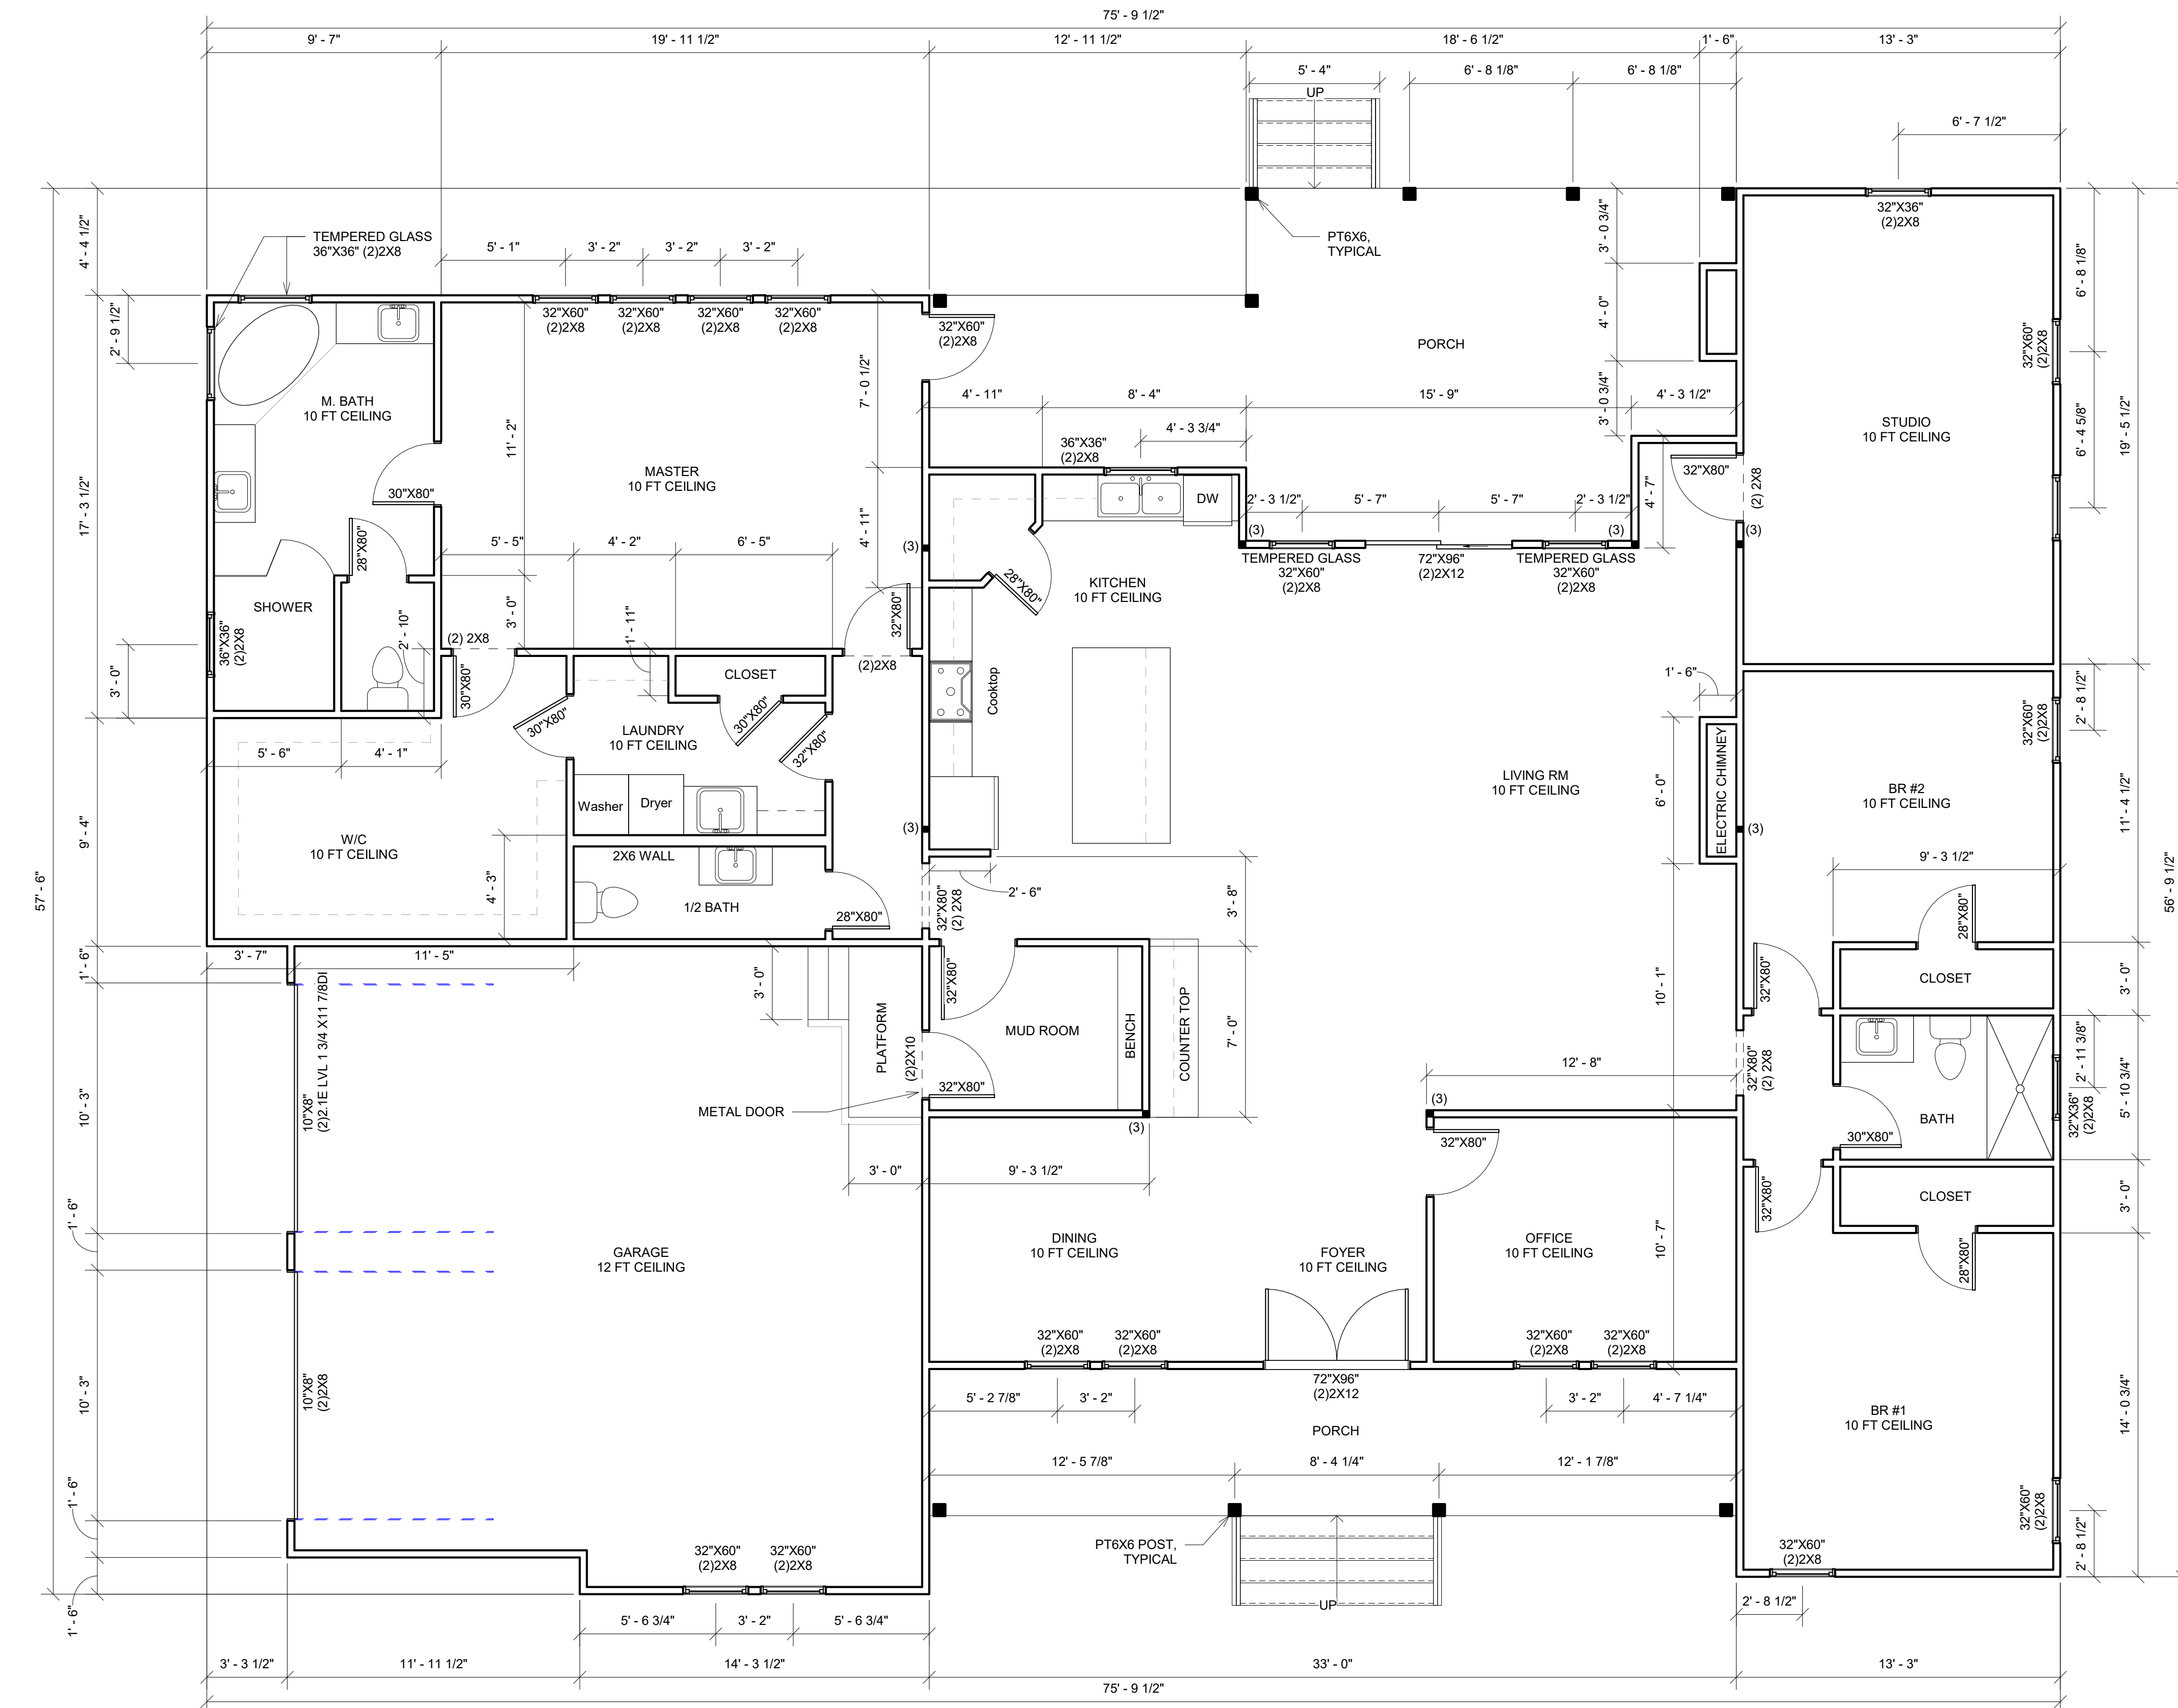 75' - 9 1/2"
9' - 7"
19' - 11 1/2"
12' - 11 1/2"
18' - 6 1/2"
1' - 6"
13' - 3"
5' - 4"
6' - 8 1/8"
6' - 8 1/8"
UP
6' - 7 1/2"
4' - 4 1/2"
TEMPERED GLASS
36"X36" (2)2X8
5' - 1"
3' - 2"
3' - 2"
3' - 2"
PT6X6,
TYPICAL
3' - 0 3/4"
32"X36"
(2)2X8
6' - 8 1/8"
2' - 9 1/2"
32"X60"
(2)2X8
32"X60"
(2)2X8
32"X60"
(2)2X8
32"X60"
(2)2X8
32"X60"
(2)2X8
4' - 0"
PORCH
32"X60"
(2)2X8
M. BATH
10 FT CEILING
7' - 0 1/2"
4' - 11"
8' - 4"
15' - 9"
3' - 0 3/4"
4' - 3 1/2"
STUDIO
10 FT CEILING
6' - 4 5/8"
19' - 5 1/2"
11' - 2"
4' - 3 3/4"
36"X36"
(2)2X8
MASTER
10 FT CEILING
30"X80"
17' - 3 1/2"
DW
2' - 3 1/2"
5' - 7"
5' - 7"
2' - 3 1/2"
4' - 7"
32"X80"
(2) 2X8
28"X80"
5' - 5"
4' - 2"
6' - 5"
4' - 11"
(3)
(3)
(3)
(3)
TEMPERED GLASS
32"X60"
(2)2X8
72"X96"
(2)2X12
TEMPERED GLASS
32"X60"
(2)2X8
KITCHEN
10 FT CEILING
28"X80"
SHOWER
36"X36"
(2)2X8
2' - 10"
3' - 0"
1' - 11"
32"X80"
3' - 0"
(2) 2X8
(2)2X8
30"X80"
CLOSET
30"X80"
30"X80"
32"X80"
LAUNDRY
10 FT CEILING
Cooktop
1' - 6"
2' - 8 1/2"
32"X60"
(2)2X8
5' - 6"
4' - 1"
LIVING RM
10 FT CEILING
6' - 0"
ELECTRIC CHIMNEY
BR #2
10 FT CEILING
11' - 4 1/2"
Washer
Dryer
(3)
(3)
9' - 4"
W/C
10 FT CEILING
4' - 3"
2X6 WALL
1/2 BATH
28"X80"
32"X80"
(2) 2X8
2' - 6"
3' - 8"
9' - 3 1/2"
28"X80"
57' - 6"
56' - 9 1/2"
1' - 6"
3' - 7"
11' - 5"
3' - 0"
32"X80"
32"X80"
CLOSET
3' - 0"
10' - 3"
10"X8"
(2)2.1E LVL 1 3/4 X11 7/8DI
PLATFORM
(2)2X10
MUD ROOM
BENCH
COUNTER TOP
7' - 0"
10' - 1"
12' - 8"
32"X80"
(2) 2X8
2' - 11 3/8"
5' - 10 3/4"
32"X80"
METAL DOOR
(3)
(3)
32"X80"
BATH
30"X80"
32"X36"
(2)2X8
3' - 0"
9' - 3 1/2"
1' - 6"
32"X80"
CLOSET
3' - 0"
28"X80"
GARAGE
12 FT CEILING
DINING
10 FT CEILING
FOYER
10 FT CEILING
OFFICE
10 FT CEILING
10' - 7"
32"X60"
(2)2X8
32"X60"
(2)2X8
32"X60"
(2)2X8
32"X60"
(2)2X8
10' - 3"
10"X8"
(2)2X8
72"X96"
(2)2X12
5' - 2 7/8"
3' - 2"
3' - 2"
4' - 7 1/4"
PORCH
BR #1
10 FT CEILING
14' - 0 3/4"
12' - 5 7/8"
8' - 4 1/4"
12' - 1 7/8"
1' - 6"
32"X60"
(2)2X8
PT6X6 POST,
TYPICAL
32"X60"
(2)2X8
32"X60"
(2)2X8
32"X60"
(2)2X8
2' - 8 1/2"
1' - 6"
UP
2' - 8 1/2"
5' - 6 3/4"
3' - 2"
5' - 6 3/4"
3' - 3 1/2"
11' - 11 1/2"
14' - 3 1/2"
33' - 0"
13' - 3"
75' - 9 1/2"